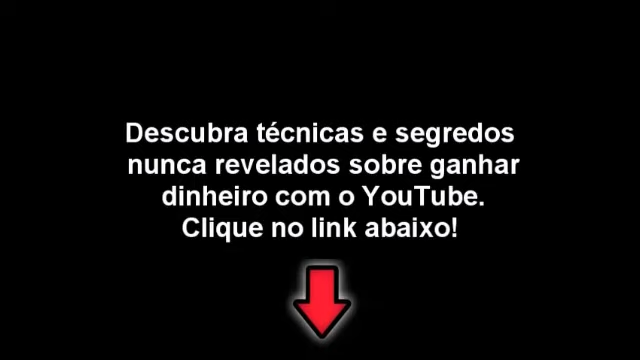 Descubra técnicas e segredos
nunca revelados sobre ganhar
dinheiro com o YouTube.
Clique no link abaixo!